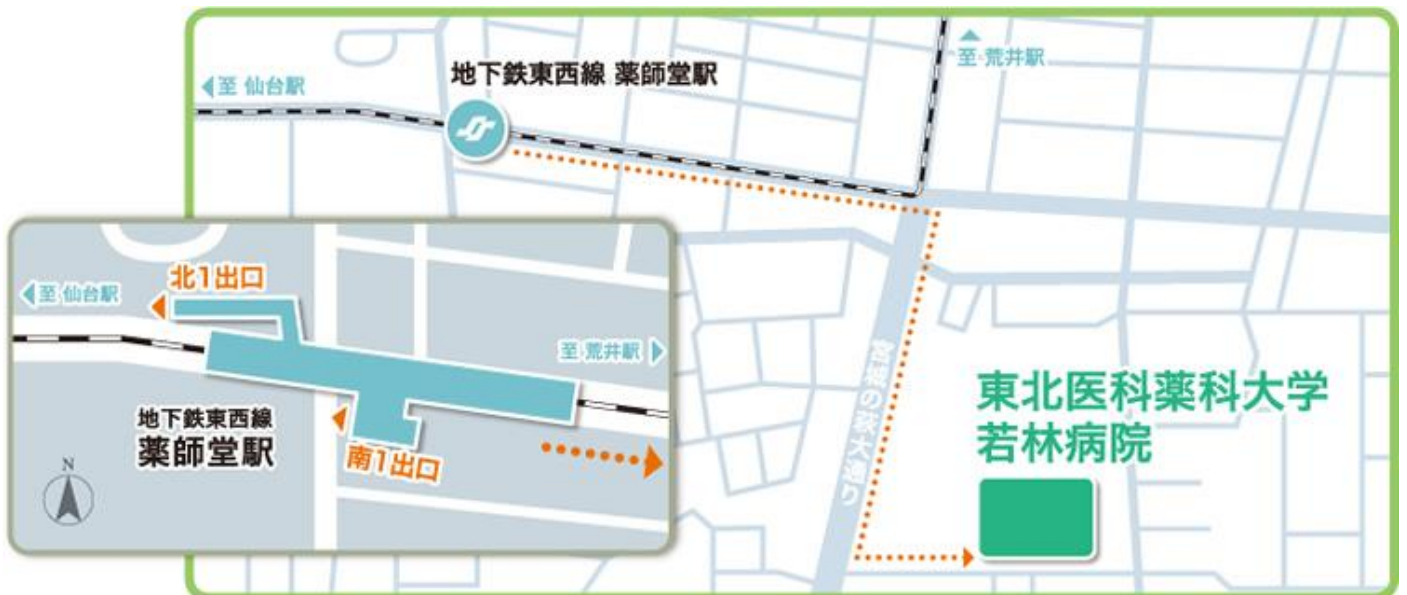 至 仙台駅
地下鉄東西線 薬師堂駅
至 荒井駅
宮城の萩大通り
東北医科薬科大学
若林病院
北1出口
至 仙台駅
至 荒井駅
地下鉄東西線
薬師堂駅
南1出口
N